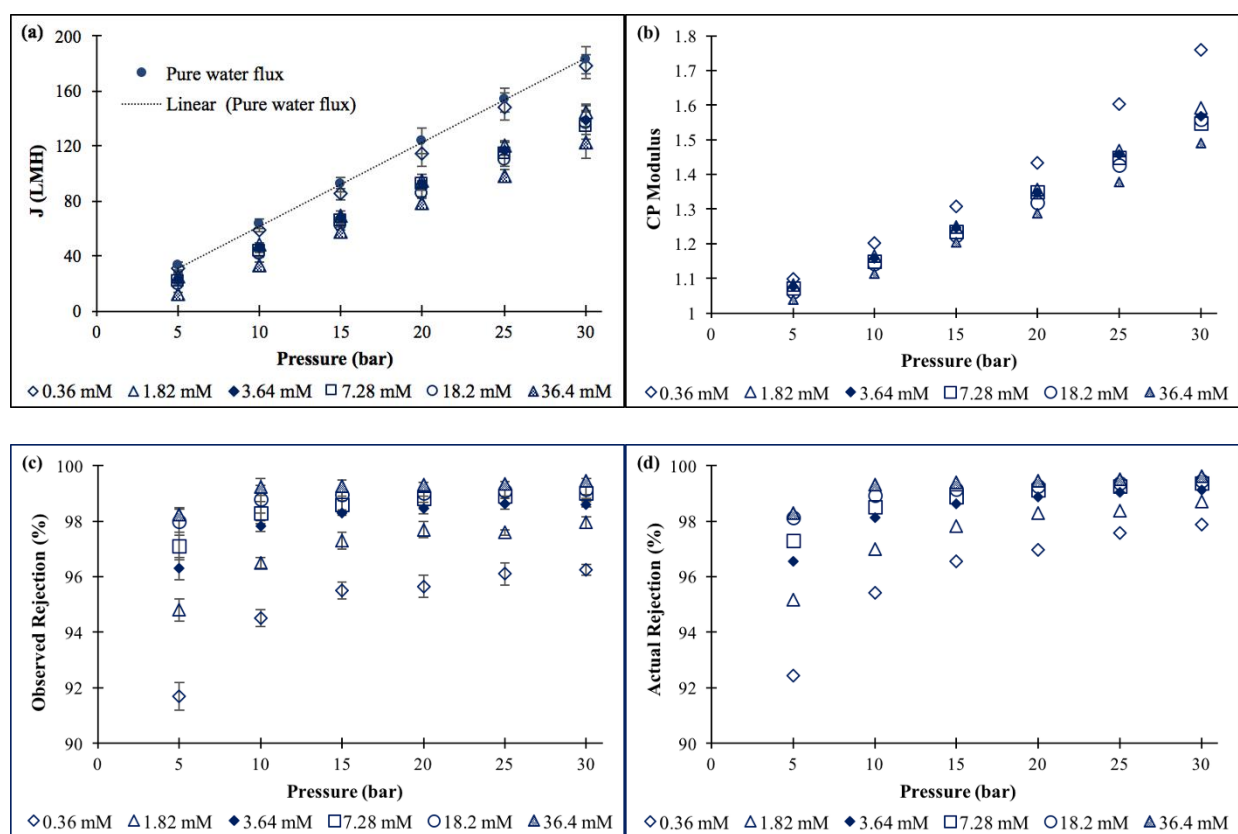 (a)
200
160
120
80
40
0
J (LMH)
Pure water flux
Linear (Pure water flux)
0 5 10 15 20 25 30
Pressure (bar)
0.36 mM 1.82 mM 3.64 mM 7.28 mM 18.2 mM 36.4 mM
(b)
1.8
1.7
1.6
1.5
1.4
1.3
1.2
1.1
1
CP Modulus
0 5 10 15 20 25 30
Pressure (bar)
0.36 mM 1.82 mM 3.64 mM 7.28 mM 18.2 mM 36.4 mM
(c)
100
98
96
94
92
90
Observed Rejection (%)
0 5 10 15 20 25 30
Pressure (bar)
0.36 mM 1.82 mM 3.64 mM 7.28 mM 18.2 mM 36.4 mM
(d)
100
98
96
94
92
90
Actual Rejection (%)
0 5 10 15 20 25 30
Pressure (bar)
0.36 mM 1.82 mM 3.64 mM 7.28 mM 18.2 mM 36.4 mM